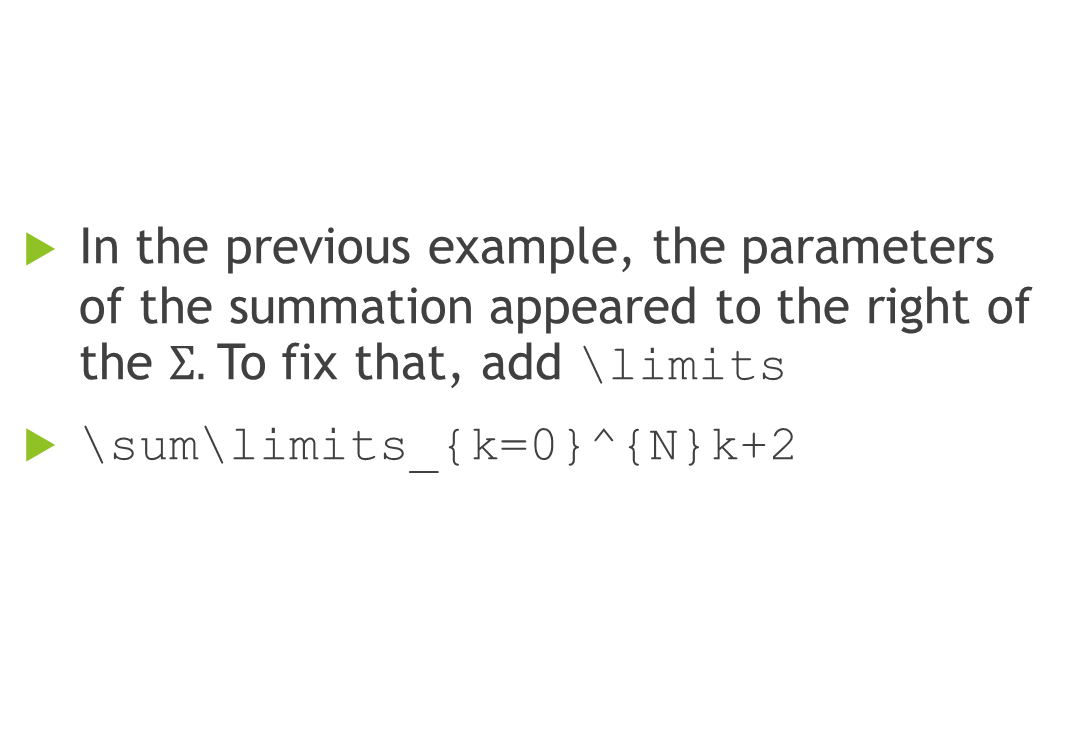 In the previous example, the parameters
of the summation appeared to the right of
the Σ. To fix that, add \limits
\sum\limits_{k=0}^{N}k+2